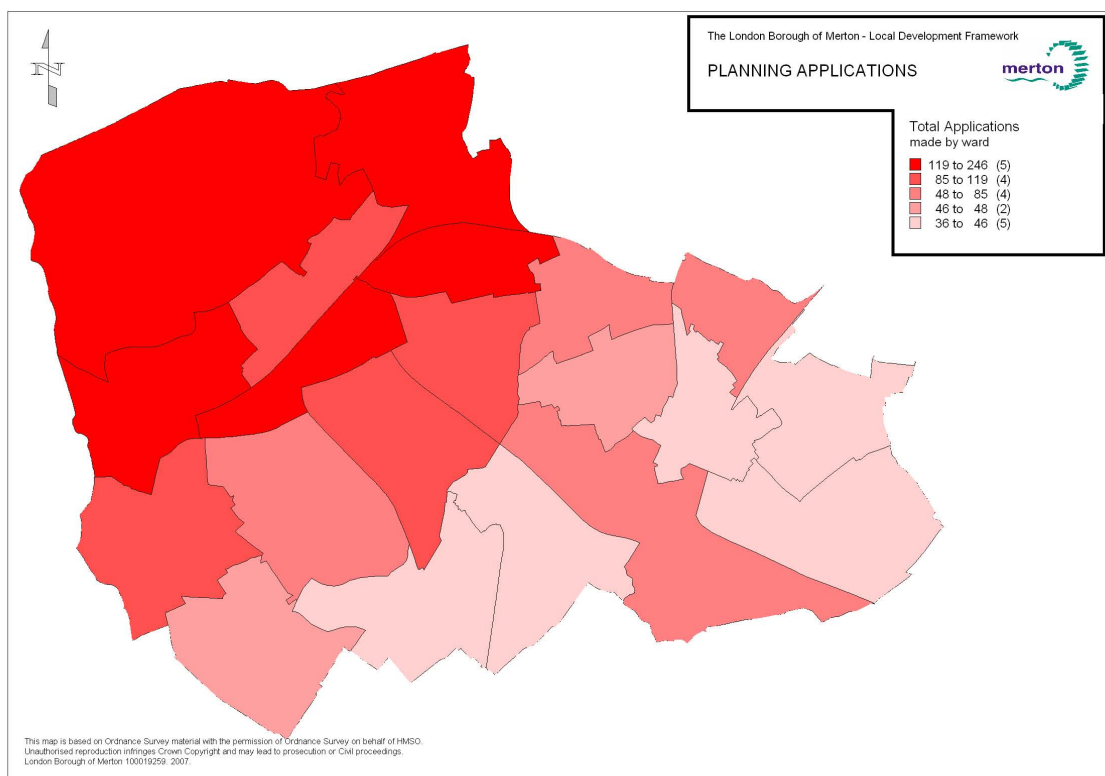 The London Borough of Merton - Local Development Framework
PLANNING APPLICATIONS
merton
N
Total Applications
made by ward
119 to 246 (5)
85 to 119 (4)
48 to 85 (4)
46 to 48 (2)
36 to 46 (5)
This map is based on Ordnance Survey material with the permission of Ordnance Survey on behalf of HMSO.
Unauthorised reproduction infringes Crown Copyright and may lead to prosecution or Civil proceedings.
London Borough of Merton 100019259. 2007.